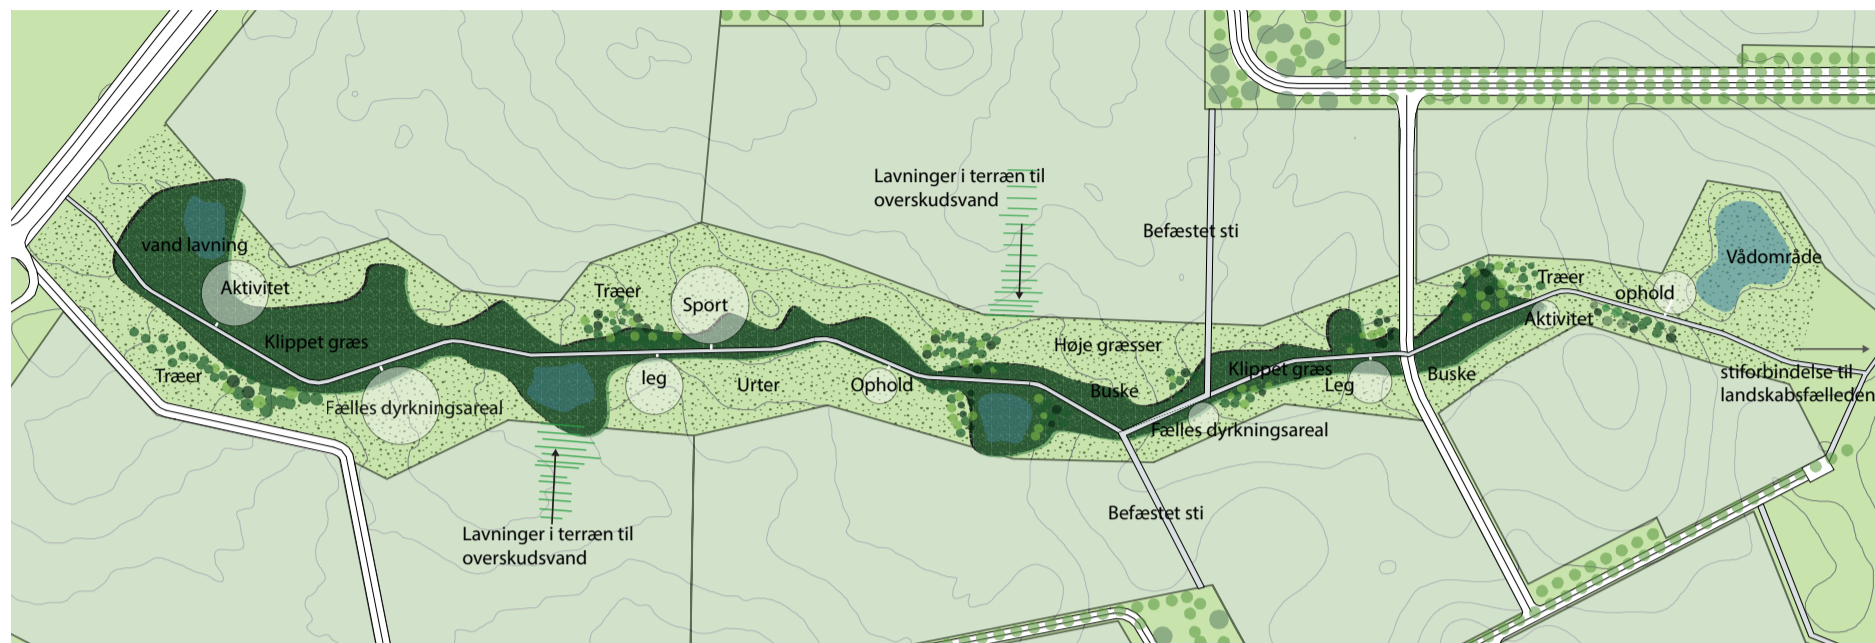 Lavninger i terræn til
overskudsvand
Befæstet sti
vand lavning
Aktivitet
Klippet græs
Træer
Fælles dyrkningsareal
Træer
Sport
leg
Urter
Ophold
Høje græsser
Buske
Klippet græs
Leg
Fælles dyrkningsareal
Buske
Træer
Aktivitet
ophold
Vådområde
stiforbindelse til
landskabsfælleden
Lavninger i terræn til
overskudsvand
Befæstet sti